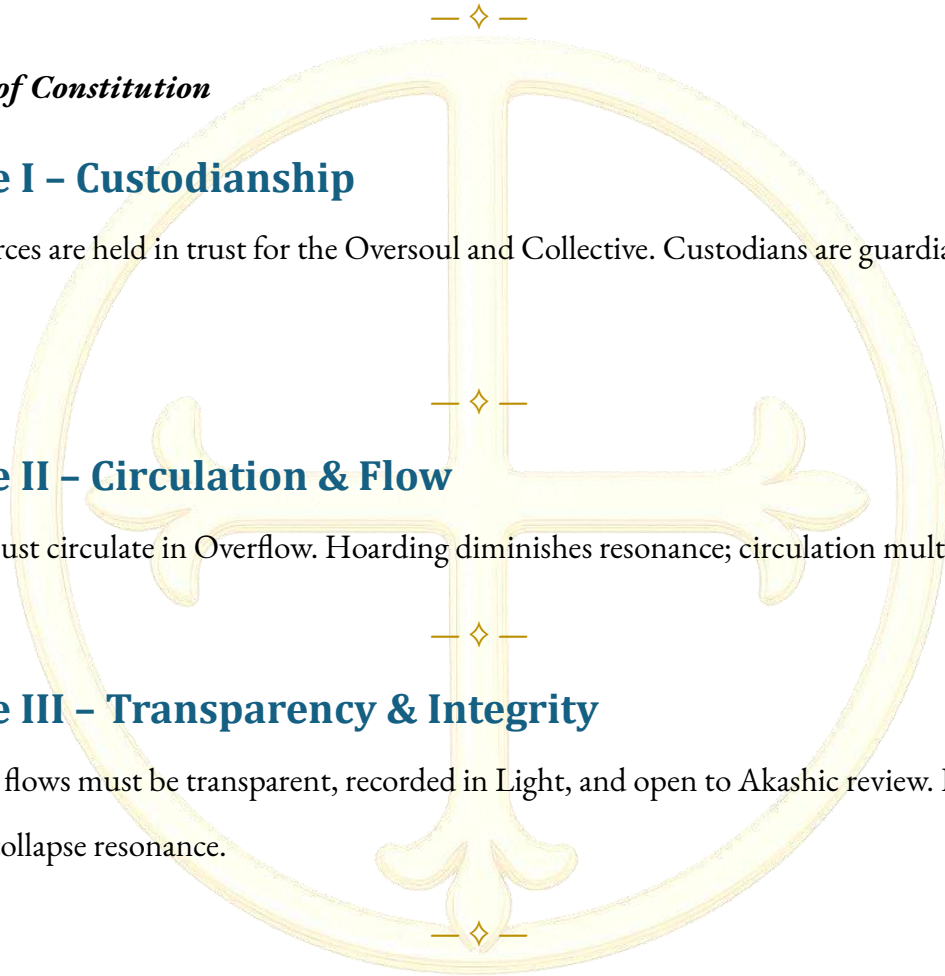 of Constitution
e I – Custodianship
rces are held in trust for the Oversoul and Collective. Custodians are
e II – Circulation & Flow
ust circulate in Overflow. Hoarding diminishes resonance; circulation
e III – Transparency & Integrity
flows must be transparent, recorded in Light, and open to Akashic review.
ollapse resonance.